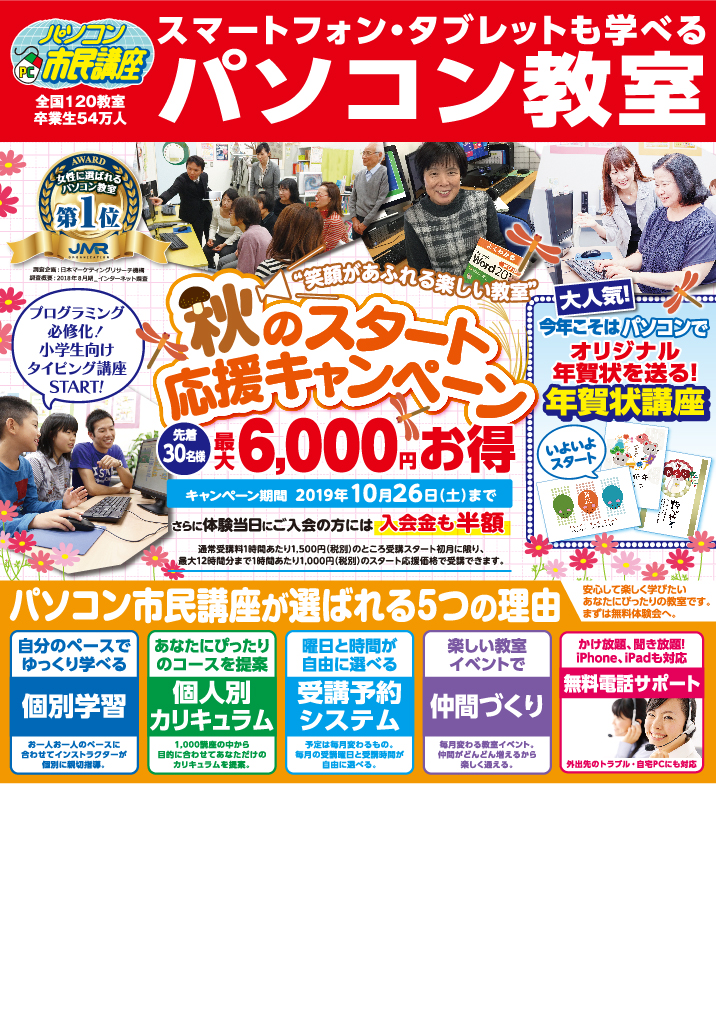 パソコン
市民講座
PC
全国120教室
卒業生54万人
スマートフォン・タブレットも学べる
パソコン教室
AWARD
女性に選ばれる
パソコン教室
第1位
JMR
ORGANIZATION
調査企画：日本マーケティングリサーチ機構
調査概要：2018年8月期_インターネット調査
Word20
“笑顔があふれる楽しい教室”
秋のスタート
応援キャンペーン
プログラミング
必修化！
小学生向け
タイピング講座
START!
先着
30名様
最大6,000円お得
キャンペーン期間 2019年10月26日（土）まで
さらに体験当日にご入会の方には 入会金も半額
通常受講料1時間あたり1,500円（税別）のところ受講スタート初月に限り、
最大12時間分まで1時間あたり1,000円（税別）のスタート応援価格で受講できます。
大人気！
今年こそはパソコンで
オリジナル
年賀状を送る！
年賀状講座
いよいよ
スタート
パソコン市民講座が選ばれる5つの理由
安心して楽しく学びたい
あなたにぴったりの教室です。
まずは無料体験会へ。
自分のペースで
ゆっくり学べる
個別学習
お一人お一人のペースに
合わせてインストラクターが
個別に親切指導。
あなたにぴったり
のコースを提案
個人別
カリキュラム
1,000講座の中から
目的に合わせてあなただけの
カリキュラムを提案。
曜日と時間が
自由に選べる
受講予約
システム
予定は毎月変わるもの。
毎月の受講曜日と受講時間が
自由に選べる。
楽しい教室
イベントで
仲間づくり
毎月変わる教室イベント。
仲間がどんどん増えるから
楽しく通える。
かけ放題、聞き放題！
iPhone、iPadも対応
無料電話サポート
外出先のトラブル・自宅PCにも対応